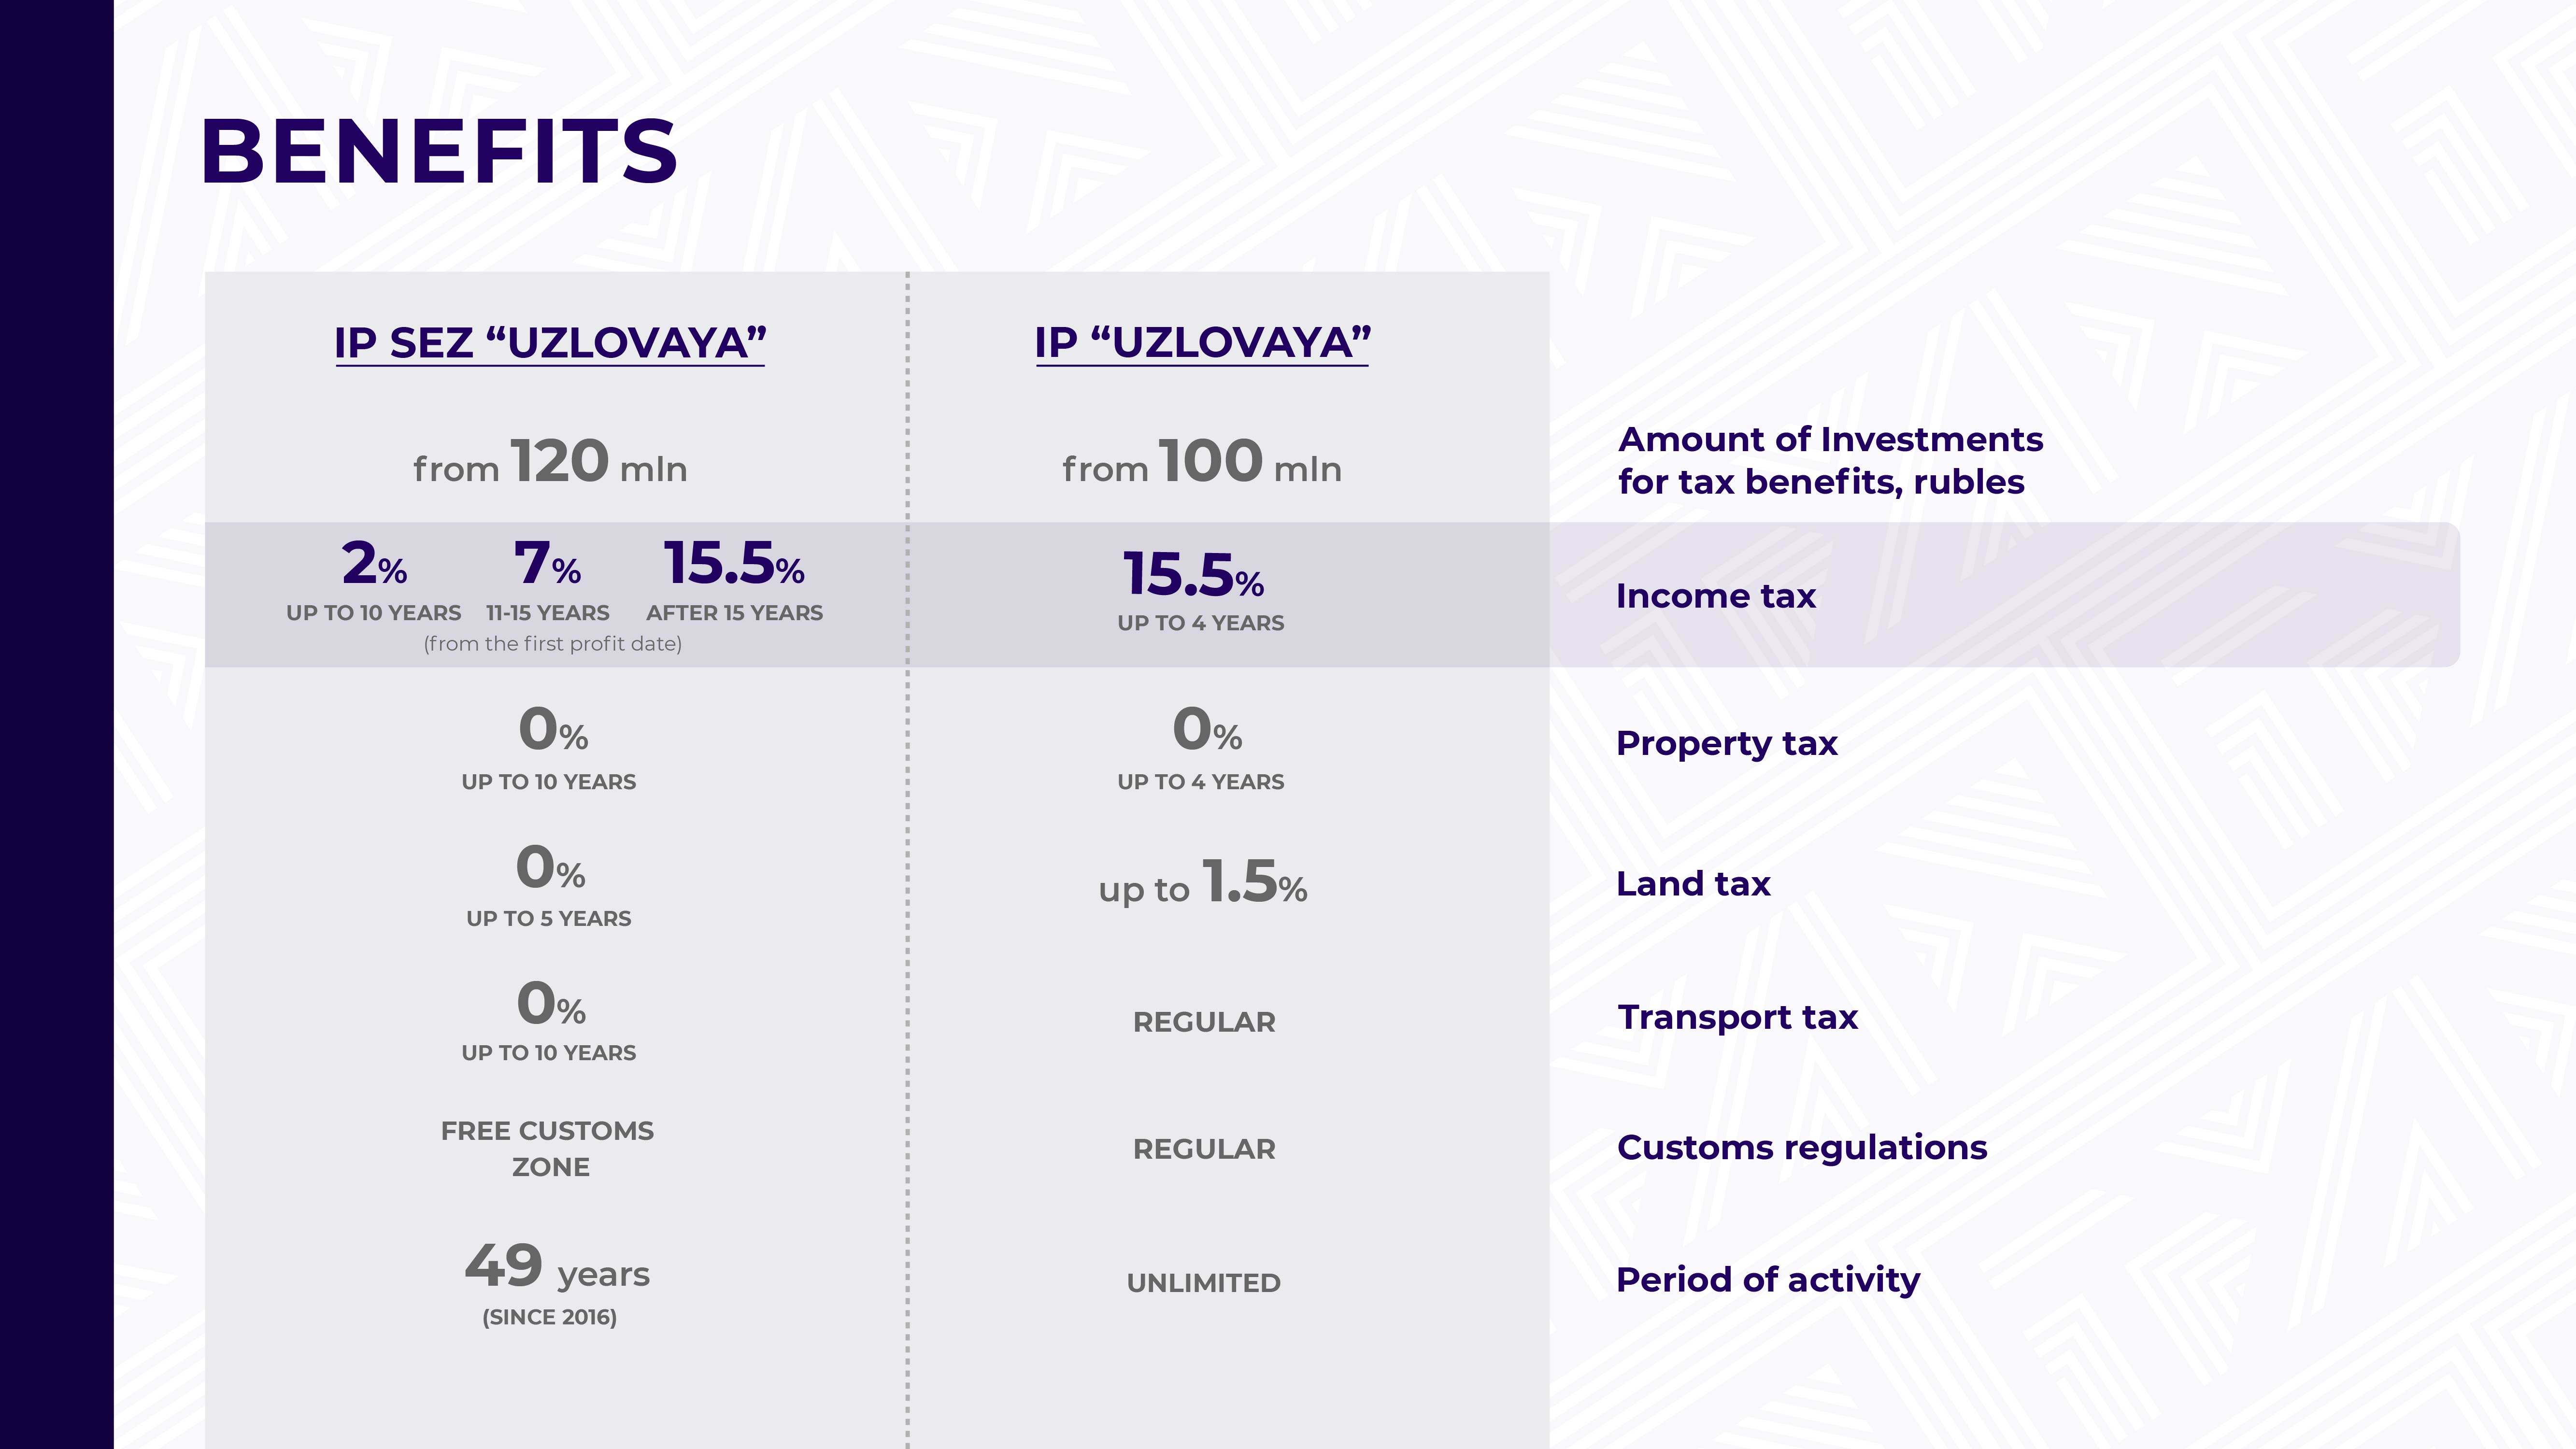 BENEFITS
IP SEZ “UZLOVAYA”
IP “UZLOVAYA”
from 120 mln
from 100 mln
Amount of Investments
for tax benefits, rubles
2% 7% 15.5%
UP TO 10 YEARS 11-15 YEARS AFTER 15 YEARS
(from the first profit date)
15.5%
UP TO 4 YEARS
Income tax
0%
UP TO 10 YEARS
0%
UP TO 4 YEARS
Property tax
0%
UP TO 5 YEARS
up to 1.5%
Land tax
0%
UP TO 10 YEARS
REGULAR
Transport tax
FREE CUSTOMS
ZONE
REGULAR
Customs regulations
49 years
(SINCE 2016)
UNLIMITED
Period of activity